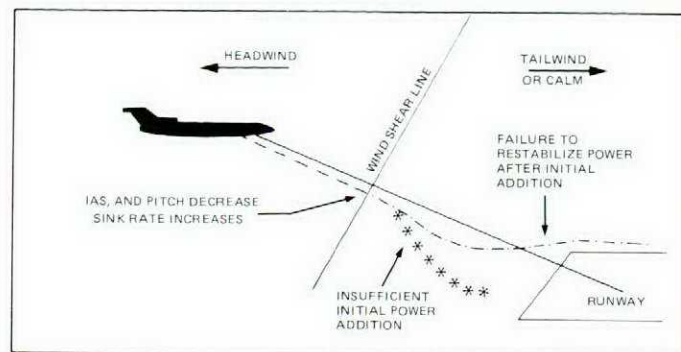 HEADWIND
TAILWIND
OR CALM
WIND SHEAR LINE
FAILURE TO
RESTABILIZE POWER
AFTER INITIAL
ADDITION
IAS, AND PITCH DECREASE
SINK RATE INCREASES
INSUFFICIENT
INITIAL POWER
ADDITION
RUNWAY